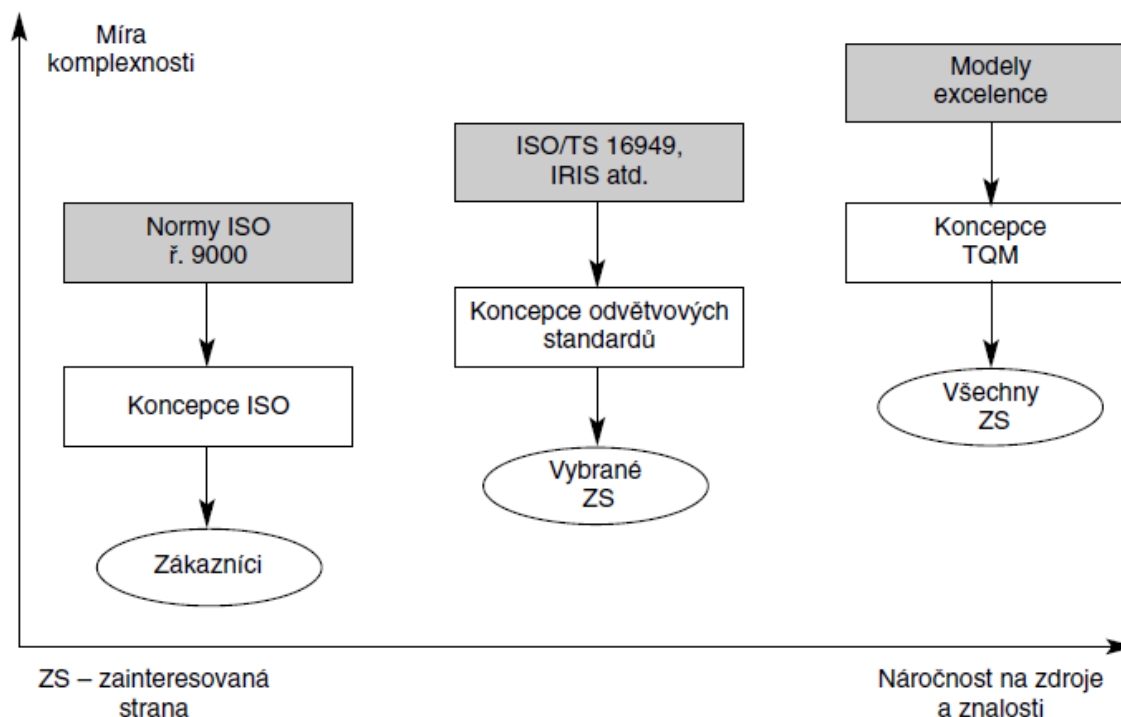 Míra
komplexnosti
Modely
excelence
ISO/TS 16949,
IRIS atd.
Normy ISO
ř. 9000
Koncepce
TQM
Koncepce odvětvových
standardů
Koncepce ISO
Všechny
ZS
Vybrané
ZS
Zákazníci
ZS – zainteresovaná
strana
Náročnost na zdroje
a znalosti